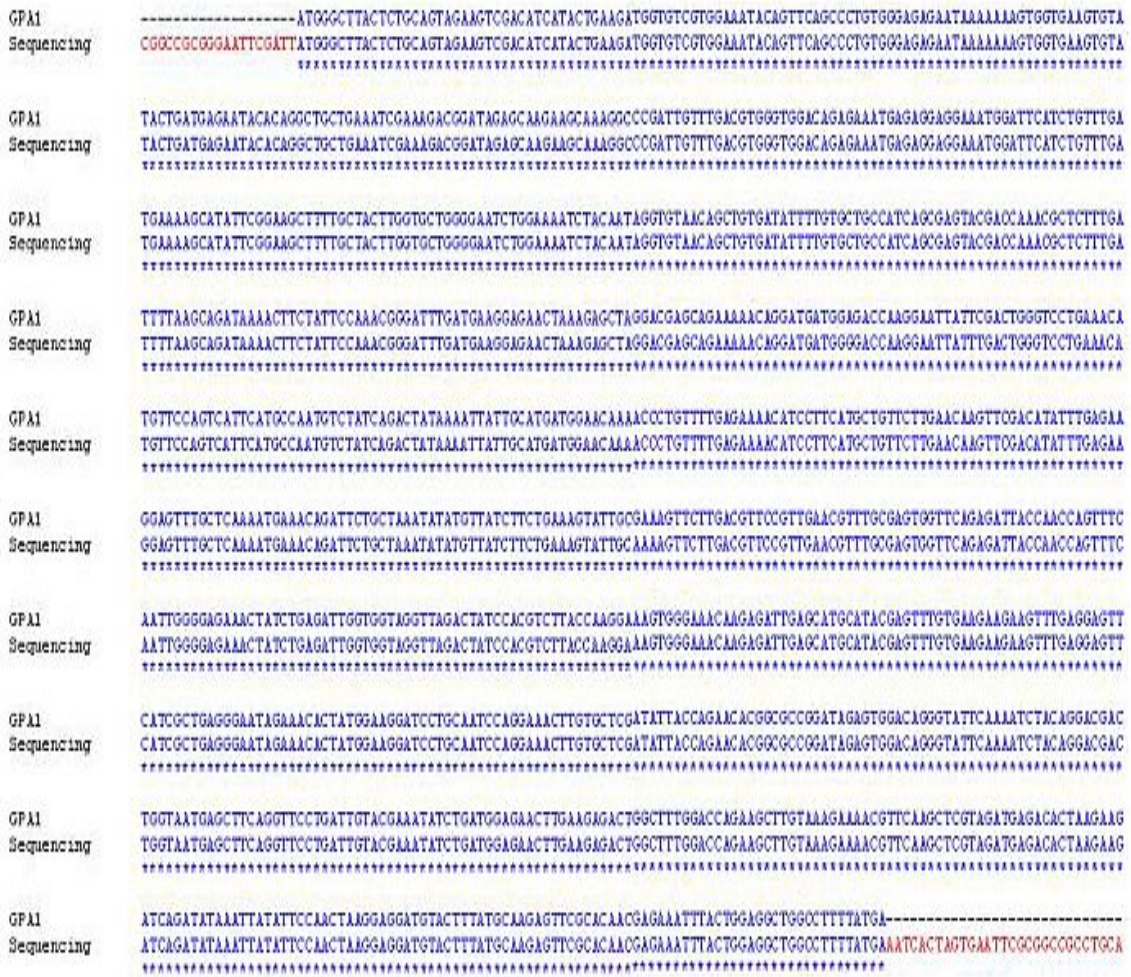 GPA1 -------------------ATGGGCTTACTCTGCAGTAGAAGTCGACATCATACTGAAGATGGTGTCGTGGAAATACAGTTCAGCCCTGTGGGAGAGAATAAAAAAAGTGGTGAAGTGTA
Sequencing CGGCCGCGGGAATTCGATTATGGGCTTACTCTGCAGTAGAAGTCGACATCATACTGAAGATGGTGTCGTGGAAATACAGTTCAGCCCTGTGGGAGAGAATAAAAAAAGTGGTGAAGTGTA
GPA1 TACTGATGAGAATACACAGGCTGCTGAAATCGAAAGACGGATAGAGCAAGAAGCAAAGGCCCGATTGTTTGACGTGGGTGGACAGAGAAATGAGAGGAGGAAATGGATTCATCTGTTTGA
Sequencing TACTGATGAGAATACACAGGCTGCTGAAATCGAAAGACGGATAGAGCAAGAAGCAAAGGCCCGATTGTTTGACGTGGGTGGACAGAGAAATGAGAGGAGGAAATGGATTCATCTGTTTGA
GPA1 TGAAAAGCATATTCGGAAGCTTTTGCTACTTGGTGCTGGGGAATCTGGAAAATCTACAATAGGTGTAACAGCTGTGATATTTTGTGCTGCCATCAGCGAGTACGACCAAACGCTCTTTGA
Sequencing TGAAAAGCATATTCGGAAGCTTTTGCTACTTGGTGCTGGGGAATCTGGAAAATCTACAATAGGTGTAACAGCTGTGATATTTTGTGCTGCCATCAGCGAGTACGACCAAACGCTCTTTGA
GPA1 TTTTAAGCAGATAAAACTTCTATTCCAAACGGGATTTGATGAAGGAGAACTAAAGAGCTAGGACGAGCAGAAAAACAGGATGATGGAGACCAAGGAATTATTCGACTGGGTCCTGAAACA
Sequencing TTTTAAGCAGATAAAACTTCTATTCCAAACGGGATTTGATGAAGGAGAACTAAAGAGCTAGGACGAGCAGAAAAACAGGATGATGGGGACCAAGGAATTATTTGACTGGGTCCTGAAACA
GPA1 TGTTCCAGTCATTCATGCCAATGTCTATCAGACTATAAAATTATTGCATGATGGAACAAAACCCTGTTTTGAGAAAACATCCTTCATGCTGTTCTTGAACAAGTTCGACATATTTGAGAA
Sequencing TGTTCCAGTCATTCATGCCAATGTCTATCAGACTATAAAATTATTGCATGATGGAACAAAACCCTGTTTTGAGAAAACATCCTTCATGCTGTTCTTGAACAAGTTCGACATATTTGAGAA
GPA1 GGAGTTTGCTCAAAATGAAACAGATTCTGCTAAATATATGTTATCTTCTGAAAGTATTGCGAAAGTTCTTGACGTTCCGTTGAACGTTTGCGAGTGGTTCAGAGATTACCAACCAGTTTC
Sequencing GGAGTTTGCTCAAAATGAAACAGATTCTGCTAAATATATGTTATCTTCTGAAAGTATTGCAAAAGTTCTTGACGTTCCGTTGAACGTTTGCGAGTGGTTCAGAGATTACCAACCAGTTTC
GPA1 AATTGGGGAGAAACTATCTGAGATTGGTGGTAGGTTAGACTATCCACGTCTTACCAAGGAAAGTGGGAAACAAGAGATTGAGCATGCATACGAGTTTGTGAAGAAGAAGTTTGAGGAGTT
Sequencing AATTGGGGAGAAACTATCTGAGATTGGTGGTAGGTTAGACTATCCACGTCTTACCAAGGAAAGTGGGAAACAAGAGATTGAGCATGCATACGAGTTTGTGAAGAAGAAGTTTGAGGAGTT
GPA1 CATCGCTGAGGGAATAGAAACACTATGGAAGGATCCTGCAATCCAGGAAACTTGTGCTCGATATTACCAGAACACGGCGCCGGATAGAGTGGACAGGGTATTCAAAATCTACAGGACGAC
Sequencing CATCGCTGAGGGAATAGAAACACTATGGAAGGATCCTGCAATCCAGGAAACTTGTGCTCGATATTACCAGAACACGGCGCCGGATAGAGTGGACAGGGTATTCAAAATCTACAGGACGAC
GPA1 TGGTAATGAGCTTCAGGTTCCTGATTGTACGAAATATCTGATGGAGAACTTGAAGAGACTGGCTTTGGACCAGAAGCTTGTAAAGAAAACGTTCAAGCTCGTAGATGAGACACTAAGAAG
Sequencing TGGTAATGAGCTTCAGGTTCCTGATTGTACGAAATATCTGATGGAGAACTTGAAGAGACTGGCTTTGGACCAGAAGCTTGTAAAGAAAACGTTCAAGCTCGTAGATGAGACACTAAGAAG
GPA1 ATCAGATATAAATTATATTCCAACTAAGGAGGATGTACTTTATGCAAGAGTTCGCACAACGAGAAATTTACTGGAGGCTGGCCTTTTATGA-----------------------------
Sequencing ATCAGATATAAATTATATTCCAACTAAGGAGGATGTACTTTATGCAAGAGTTCGCACAACGAGAAATTTACTGGAGGCTGGCCTTTTATGAAATCACTAGTGAATTCGCGGCCGCCTGCA